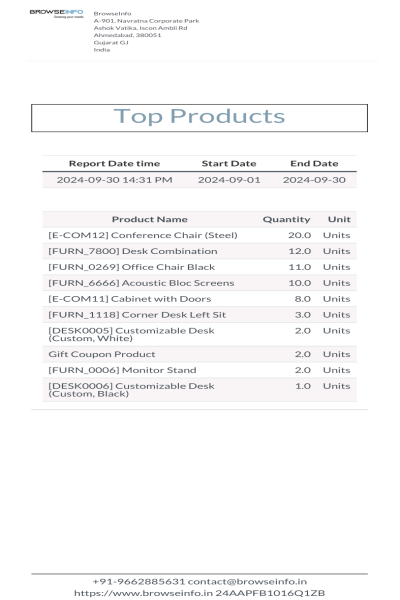 BROWSEINFO
BrowseInfo
A-901, Navratna Corporate Park
Ashok Vatika, Iscon Ambli Rd
Ahmedabad, 380051
Gujarat GJ
India
Top Products
Report Date time Start Date End Date
2024-09-30 14:31 PM 2024-09-01 2024-09-30
Product Name Quantity Unit
[E-COM12] Conference Chair (Steel) 20.0 Units
[FURN_7800] Desk Combination 12.0 Units
[FURN_0269] Office Chair Black 11.0 Units
[FURN_6666] Acoustic Bloc Screens 10.0 Units
[E-COM11] Cabinet with Doors 8.0 Units
[FURN_1118] Corner Desk Left Sit 3.0 Units
[DESK0005] Customizable Desk 2.0 Units
(Custom, White)
Gift Coupon Product 2.0 Units
[FURN_0006] Monitor Stand 2.0 Units
[DESK0006] Customizable Desk 1.0 Units
(Custom, Black)
+91-9662885631 contact@browseinfo.in
https://www.browseinfo.in 24AAPFB1016Q1ZB